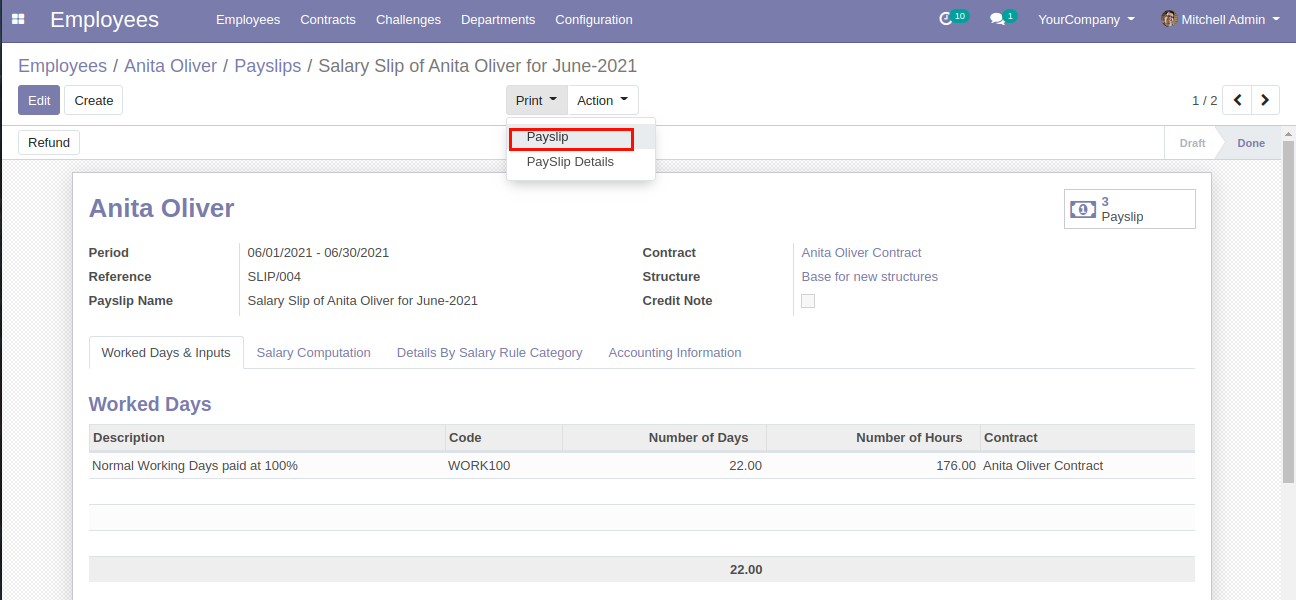 Employees Employees Contracts Challenges Departments Configuration 10 1 YourCompany Mitchell Admin
Employees / Anita Oliver / Payslips / Salary Slip of Anita Oliver for June-2021
Edit Create Print Action 1 / 2
Payslip
PaySlip Details
Refund Draft Done
Anita Oliver
3
Payslip
Period 06/01/2021 - 06/30/2021 Contract Anita Oliver Contract
Reference SLIP/004 Structure Base for new structures
Payslip Name Salary Slip of Anita Oliver for June-2021 Credit Note
Worked Days & Inputs Salary Computation Details By Salary Rule Category Accounting Information
Worked Days
Description Code Number of Days Number of Hours Contract
Normal Working Days paid at 100% WORK100 22.00 176.00 Anita Oliver Contract
22.00